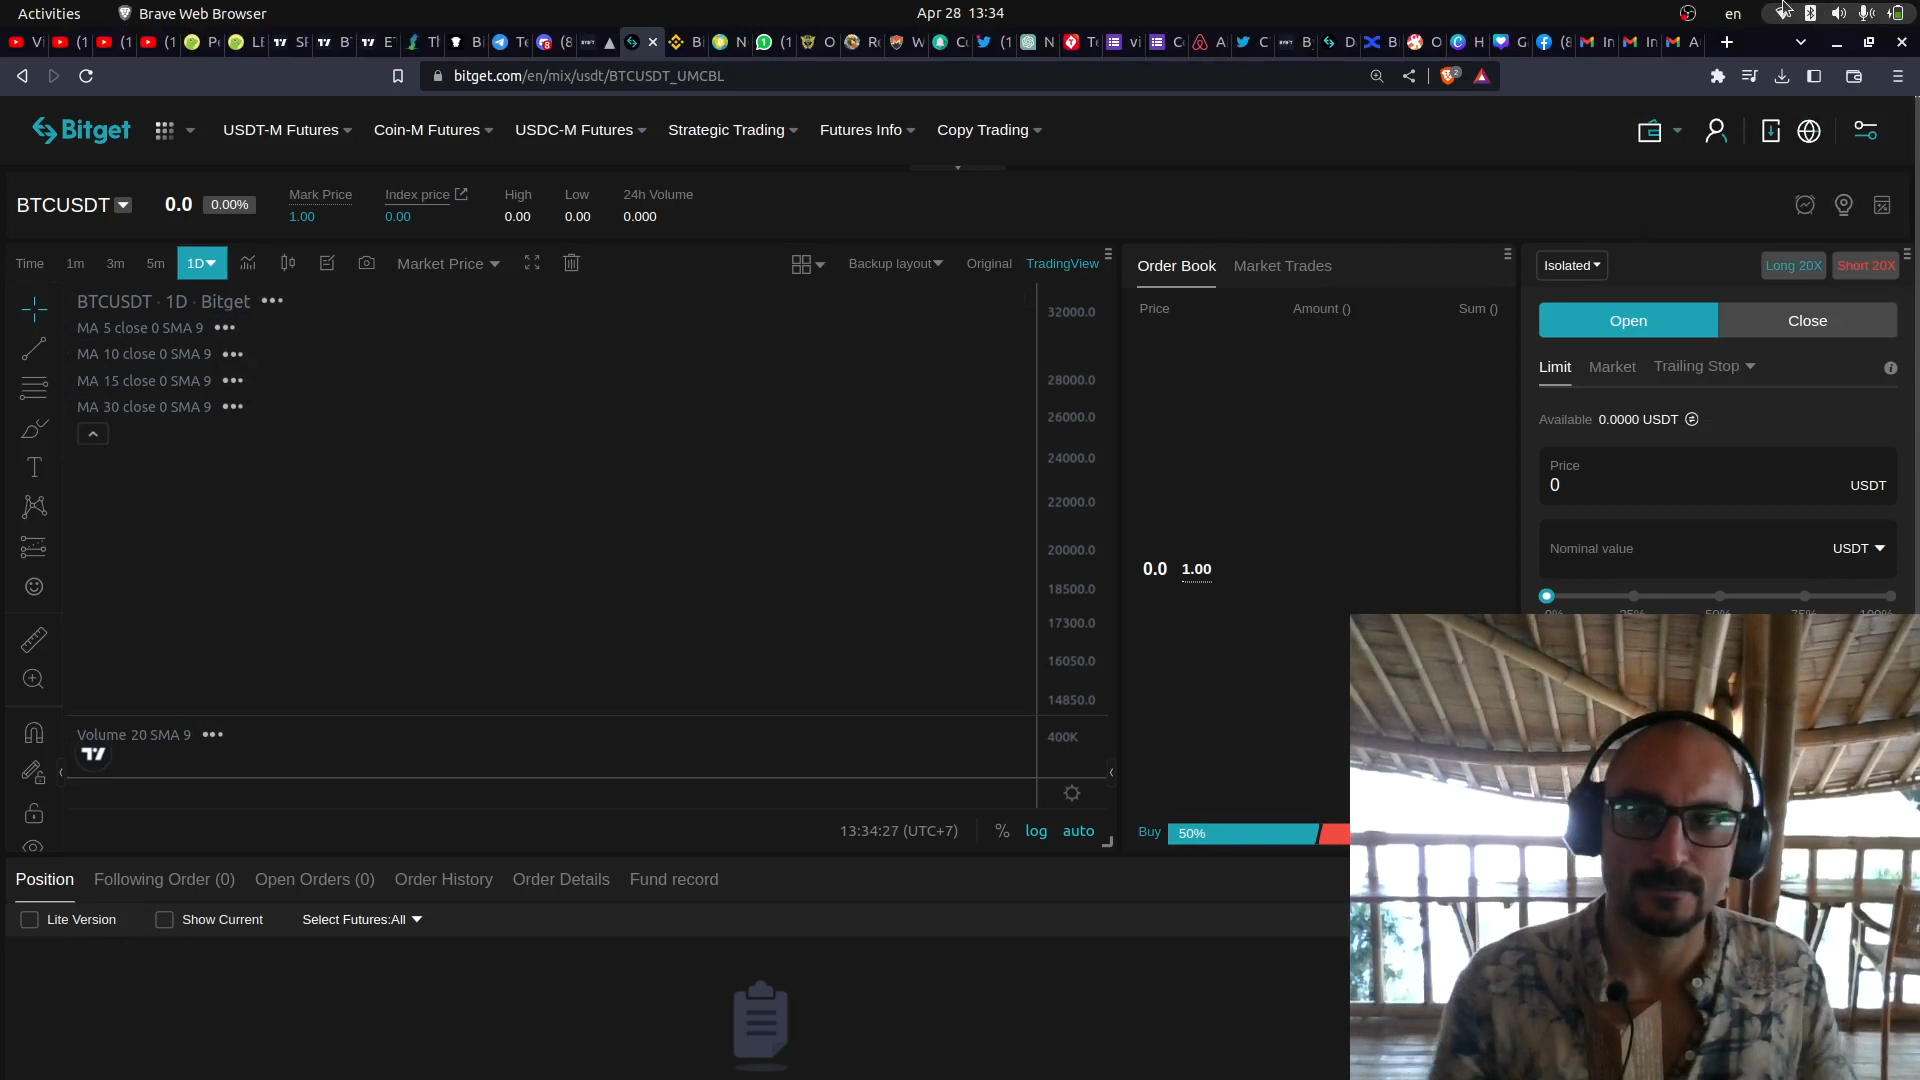 Activities Brave Web Browser Apr 28 13:34 en
bitget.com/en/mix/usdt/BTCUSDT_UMCBL 2
Bitget USDT-M Futures Coin-M Futures USDC-M Futures Strategic Trading Futures Info Copy Trading
BTCUSDT 0.0 0.00%
Mark Price Index price High Low 24h Volume
1.00 0.00 0.00 0.00 0.000
Time 1m 3m 5m 1D Market Price Backup layout Original TradingView
BTCUSDT · 1D · Bitget
MA 5 close 0 SMA 9
MA 10 close 0 SMA 9
MA 15 close 0 SMA 9
MA 30 close 0 SMA 9
32000.0
28000.0
26000.0
24000.0
22000.0
20000.0
18500.0
17300.0
16050.0
14850.0
Volume 20 SMA 9
400K
13:34:27 (UTC+7) % log auto
Order Book Market Trades
Price Amount () Sum ()
0.0 1.00
Buy 50%
Isolated Long 20X Short 20X
Open Close
Limit Market Trailing Stop
Available 0.0000 USDT
Price
0 USDT
Nominal value USDT
Position Following Order (0) Open Orders (0) Order History Order Details Fund record
Lite Version Show Current Select Futures:All